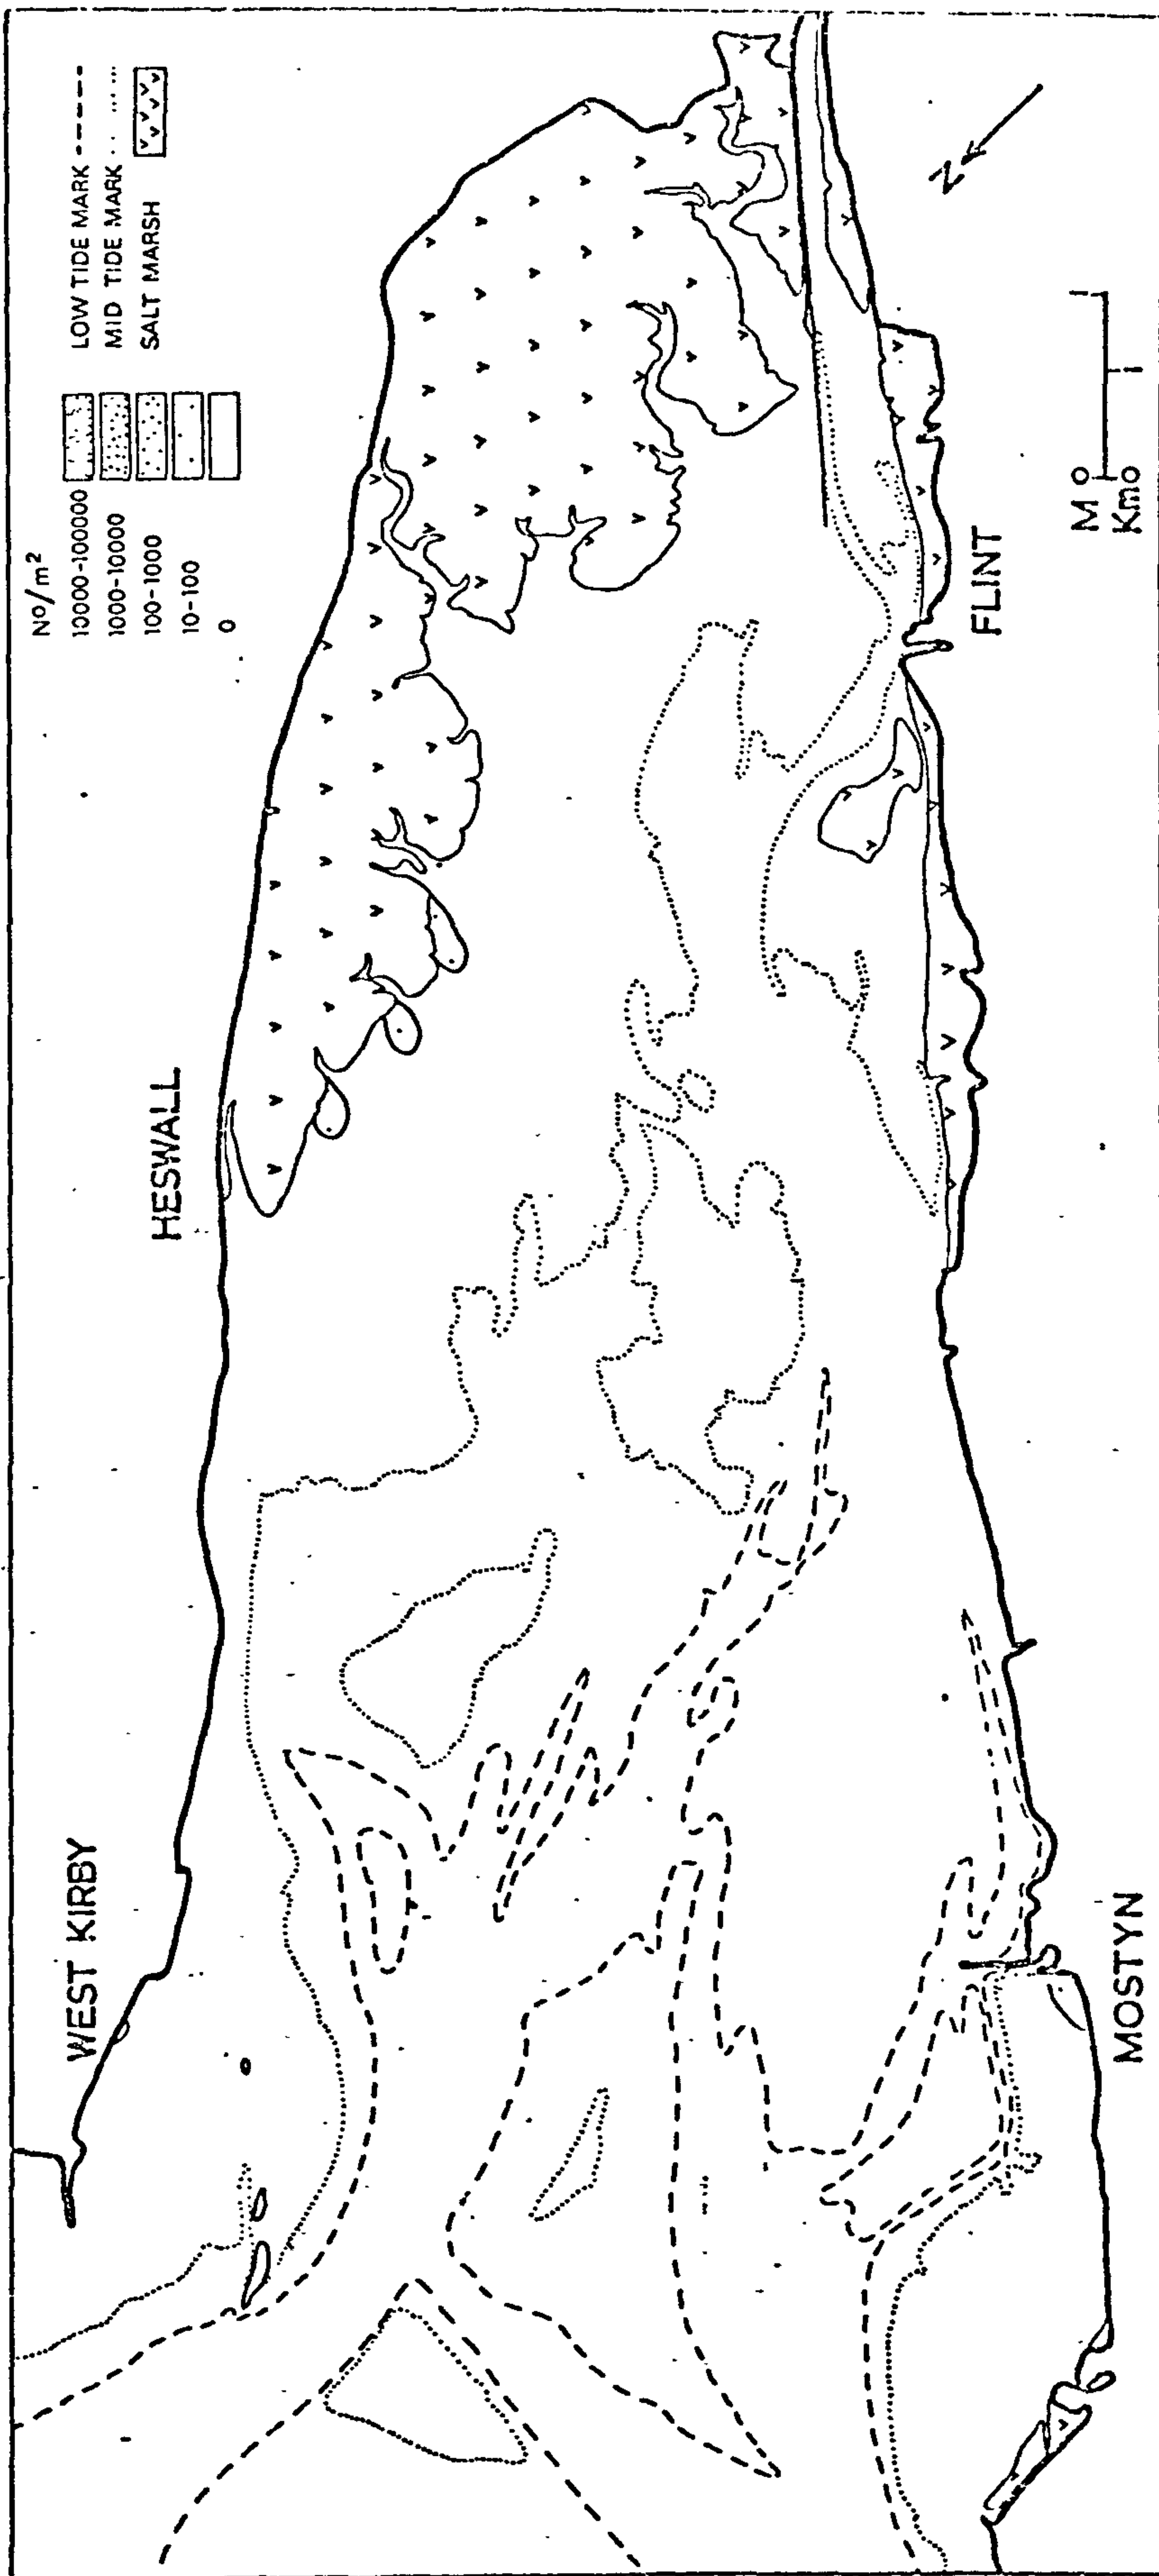 Nº/m²
10000-100000
1000-10000
100-1000
10-100
0
LOW TIDE MARK
MID TIDE MARK
SALT MARSH
WEST KIRBY
HESWALL
FLINT
MOSTYN
N
M 0 1
Km 0 1